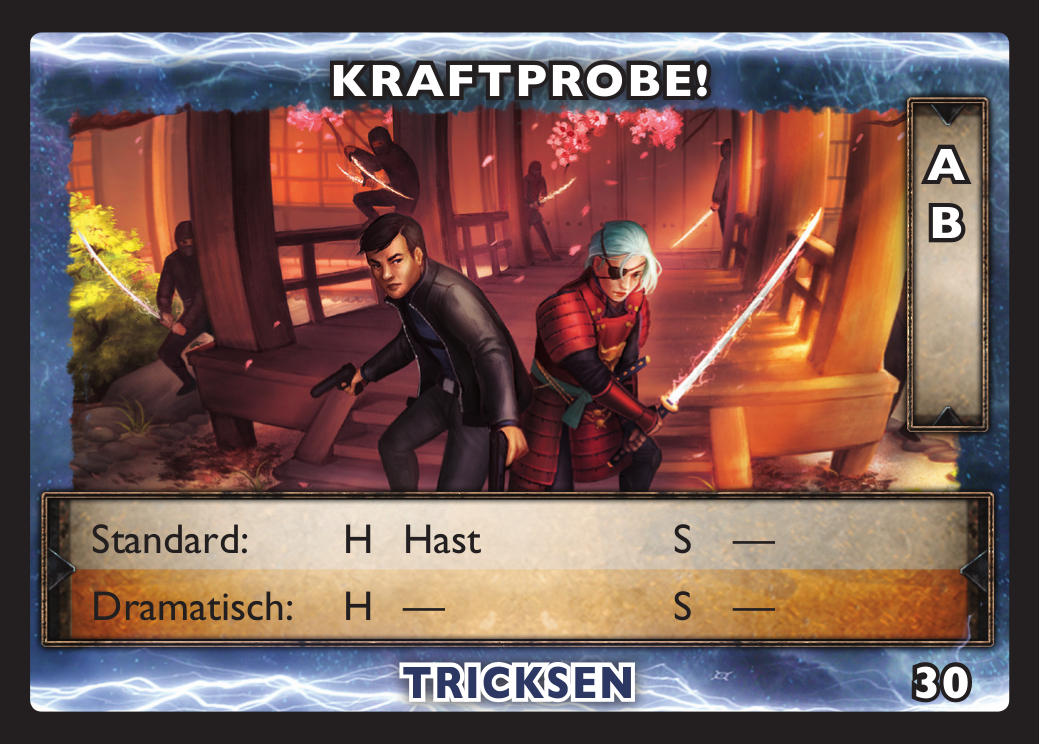 KRAFTPROBE!
A
B
Standard: H Hast S —
Dramatisch: H — S —
TRICKSEN
30